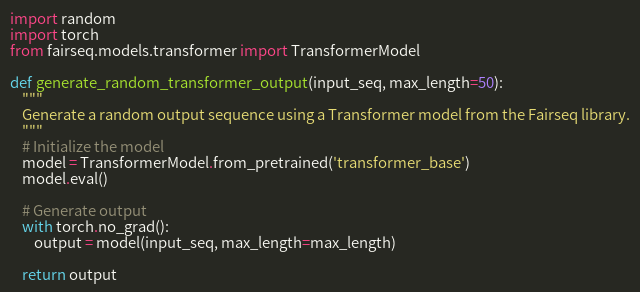 import random
import torch
from fairseq.models.transformer import TransformerModel

def generate_random_transformer_output(input_seq, max_length=50):
    """
    Generate a random output sequence using a Transformer model from the Fairseq library.
    """
    # Initialize the model
    model = TransformerModel.from_pretrained('transformer_base')
    model.eval()

    # Generate output
    with torch.no_grad():
        output = model(input_seq, max_length=max_length)

    return output